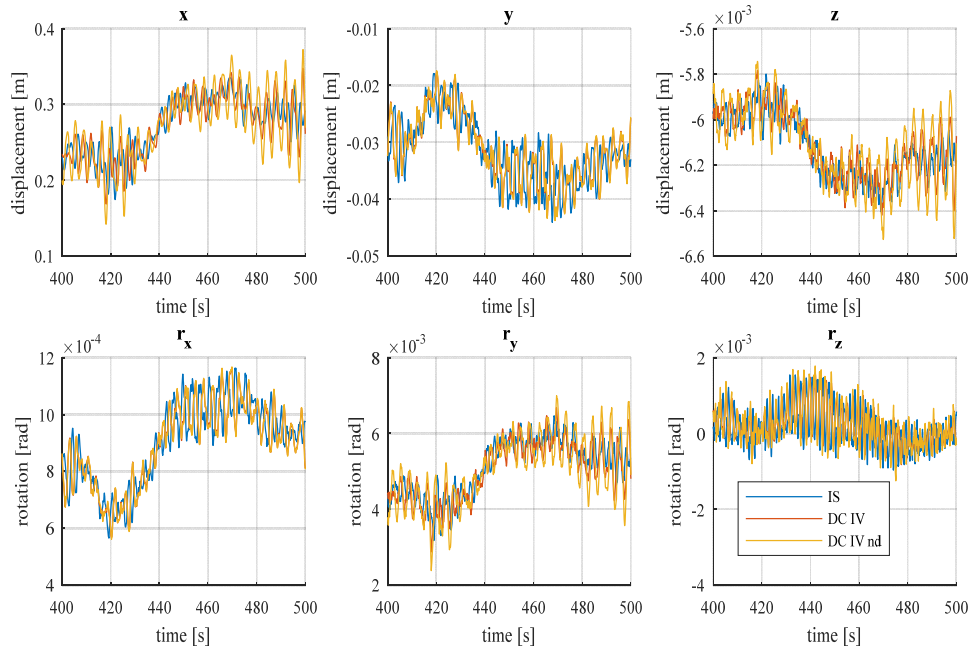 x
0.4
0.3
0.2
0.1
displacement [m]
400 420 440 460 480 500
time [s]
y
-0.01
-0.02
-0.03
-0.04
-0.05
displacement [m]
400 420 440 460 480 500
time [s]
z
×10⁻³
-5.6
-5.8
-6
-6.2
-6.4
-6.6
displacement [m]
400 420 440 460 480 500
time [s]
rₓ
×10⁻⁴
12
10
8
6
4
rotation [rad]
400 420 440 460 480 500
time [s]
r_y
×10⁻³
8
6
4
2
rotation [rad]
400 420 440 460 480 500
time [s]
r_z
×10⁻³
2
0
-2
-4
rotation [rad]
400 420 440 460 480 500
time [s]
IS
DC IV
DC IV nd